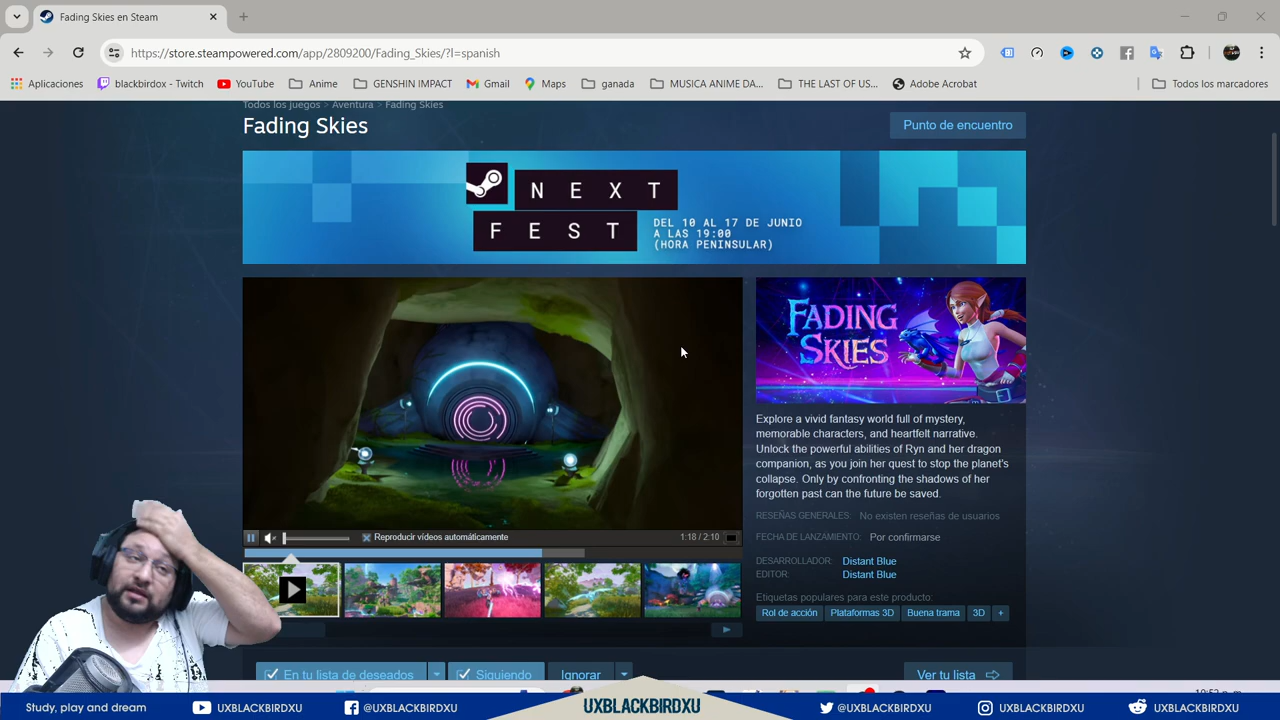 Fading Skies en Steam
https://store.steampowered.com/app/2809200/Fading_Skies/?l=spanish
Aplicaciones
blackbirdox - Twitch
YouTube
Anime
GENSHIN IMPACT
Gmail
Maps
ganada
MUSICA ANIME DA...
THE LAST OF US...
Adobe Acrobat
Todos los marcadores
Todos los juegos > Aventura > Fading Skies
Fading Skies
Punto de encuentro
NEXT
FEST
DEL 10 AL 17 DE JUNIO
A LAS 19:00
(HORA PENINSULAR)
FADING
SKIES
Explore a vivid fantasy world full of mystery,
memorable characters, and heartfelt narrative.
Unlock the powerful abilities of Ryn and her dragon
companion, as you join her quest to stop the planet's
collapse. Only by confronting the shadows of her
forgotten past can the future be saved.
RESEÑAS GENERALES: No existen reseñas de usuarios
FECHA DE LANZAMIENTO: Por confirmarse
DESARROLLADOR: Distant Blue
EDITOR: Distant Blue
Etiquetas populares para este producto:
Rol de acción
Plataformas 3D
Buena trama
3D
+
Reproducir vídeos automáticamente
1:18 / 2:10
En tu lista de deseados
Siguiendo
Ignorar
Ver tu lista
Study, play and dream
UXBLACKBIRDXU
@UXBLACKBIRDXU
UXBLACKBIRDXU
@UXBLACKBIRDXU
UXBLACKBIRDXU
UXBLACKBIRDXU